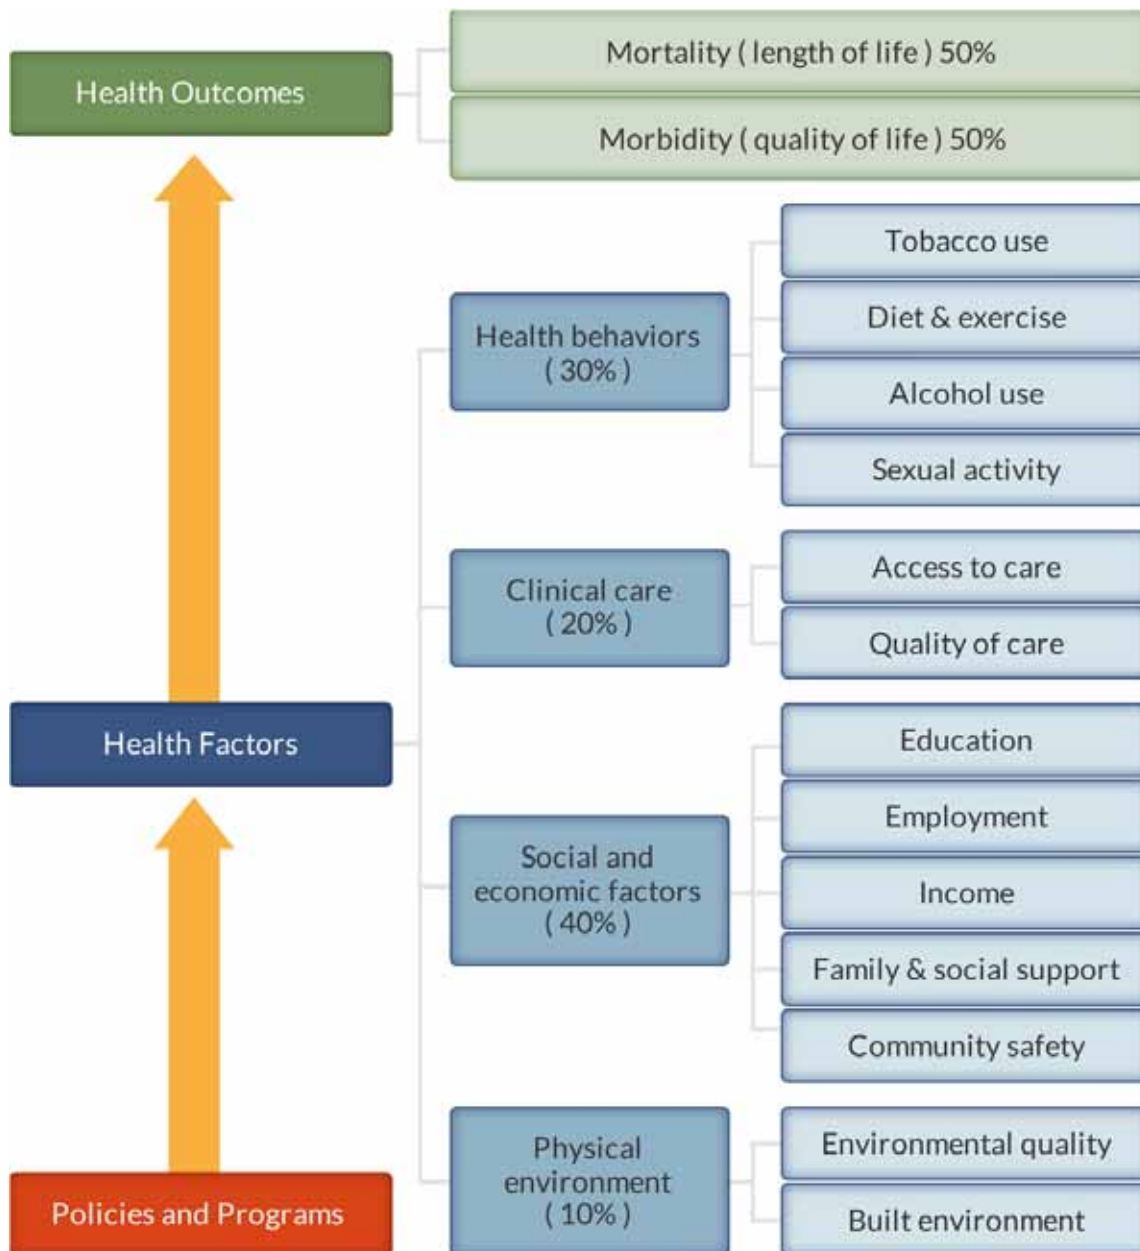 Health Outcomes
Mortality ( length of life ) 50%
Morbidity ( quality of life ) 50%
Health Factors
Health behaviors
( 30% )
Tobacco use
Diet & exercise
Alcohol use
Sexual activity
Clinical care
( 20% )
Access to care
Quality of care
Social and
economic factors
( 40% )
Education
Employment
Income
Family & social support
Community safety
Physical
environment
( 10% )
Environmental quality
Built environment
Policies and Programs